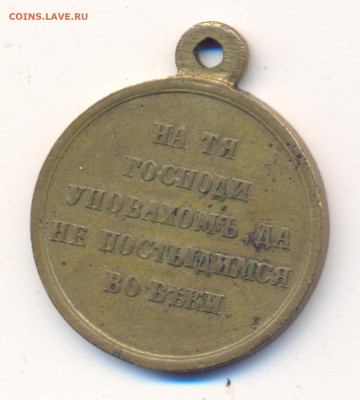 COINS.LAVE.RU
НА ТЯ
ГОСПОДИ
УПОВАХОМЪ, ДА
НЕ ПОСТЫДИМСЯ
ВО ВѢКИ.